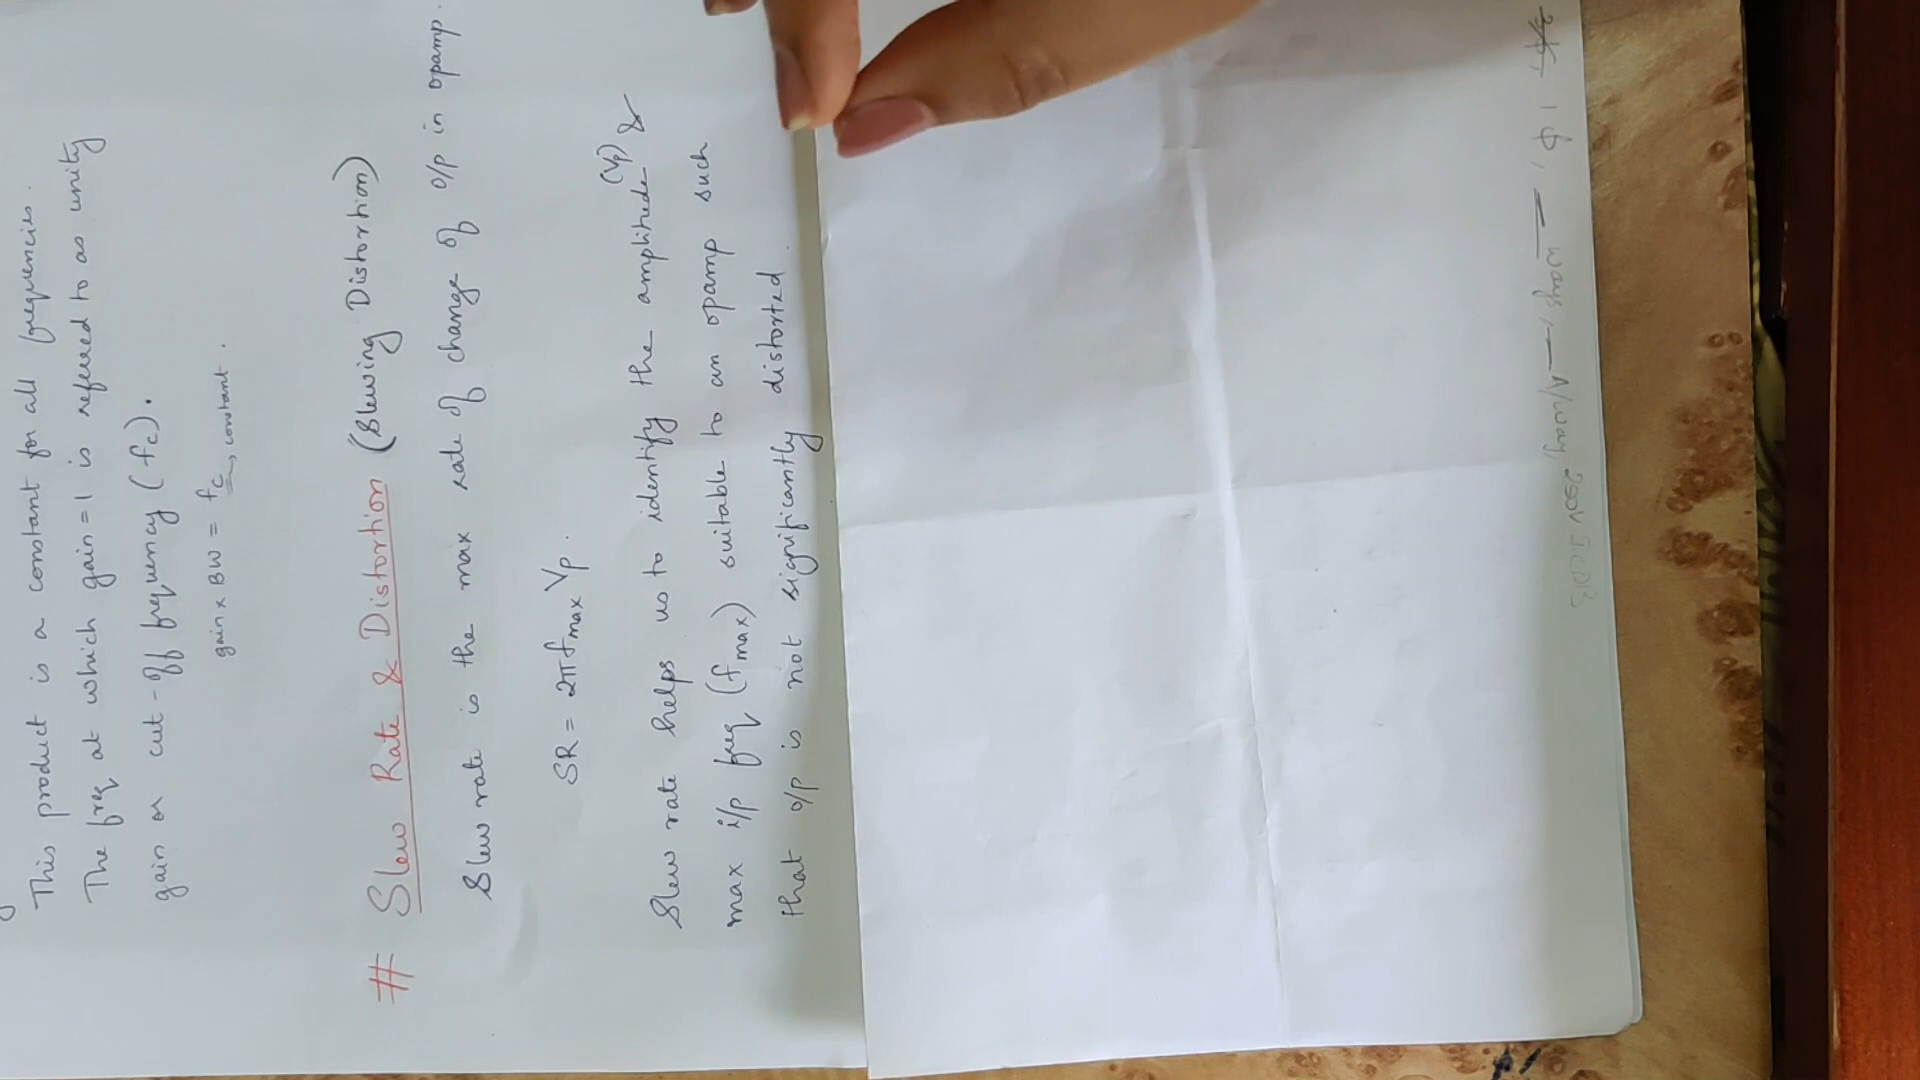 This product is a constant for all frequencies.
The freq at which gain = 1 is referred to as unity
gain or cut-off frequency (fc).
gain x BW = fc, constant.
# Slew Rate & Distortion (Slewing Distortion)
Slew rate is the max rate of change of o/p in opamp.
SR = 2πfmax Vp.
Slew rate helps us to identify the amplitude (Vp) &
max i/p freq (fmax) suitable to an opamp such
that o/p is not significantly distorted.
1 ϕ, — ways, — A/way,